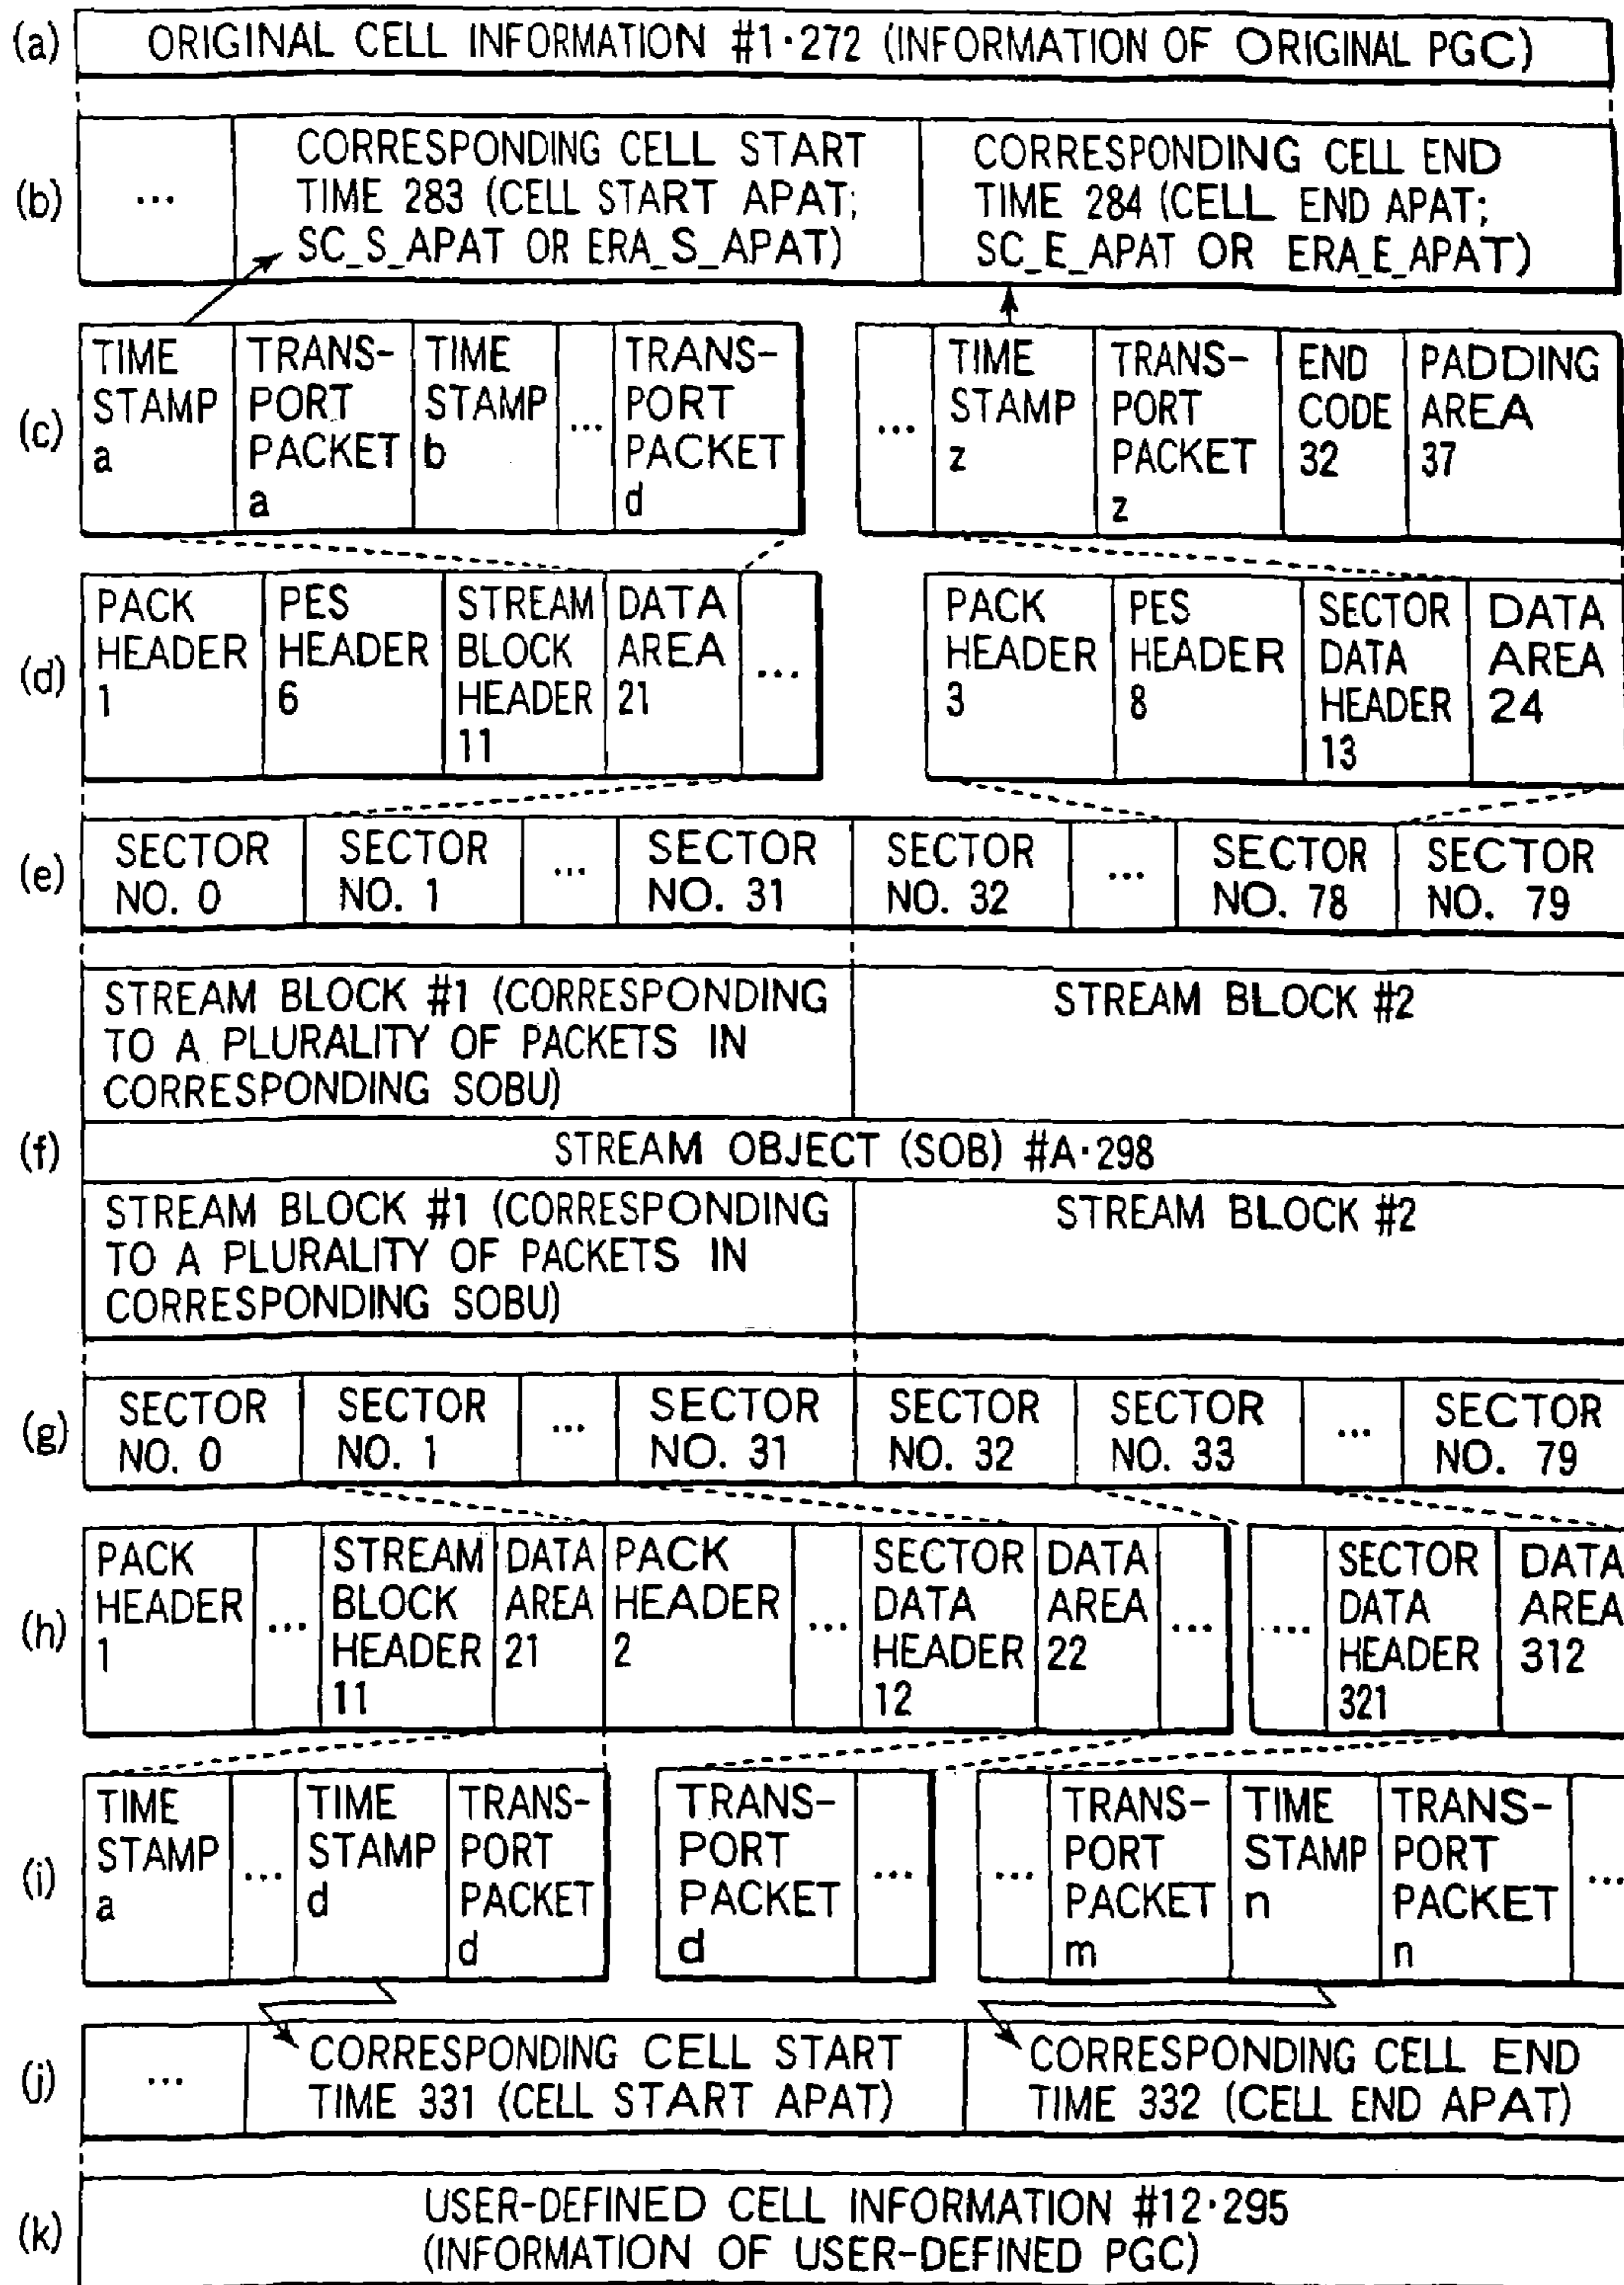 (a) ORIGINAL CELL INFORMATION #1·272 (INFORMATION OF ORIGINAL PGC)
(b)
...
CORRESPONDING CELL START
TIME 283 (CELL START APAT;
SC_S_APAT OR ERA_S_APAT)
CORRESPONDING CELL END
TIME 284 (CELL END APAT;
SC_E_APAT OR ERA_E_APAT)
(c)
TIME
STAMP
a
TRANS-
PORT
PACKET
a
TIME
STAMP
b
...
TRANS-
PORT
PACKET
d
...
TIME
STAMP
z
TRANS-
PORT
PACKET
z
END
CODE
32
PADDING
AREA
37
(d)
PACK
HEADER
1
PES
HEADER
6
STREAM
BLOCK
HEADER
11
DATA
AREA
21
...
PACK
HEADER
3
PES
HEADER
8
SECTOR
DATA
HEADER
13
DATA
AREA
24
(e)
SECTOR
NO. 0
SECTOR
NO. 1
...
SECTOR
NO. 31
SECTOR
NO. 32
...
SECTOR
NO. 78
SECTOR
NO. 79
STREAM BLOCK #1 (CORRESPONDING
TO A PLURALITY OF PACKETS IN
CORRESPONDING SOBU)
STREAM BLOCK #2
(f)
STREAM OBJECT (SOB) #A·298
STREAM BLOCK #1 (CORRESPONDING
TO A PLURALITY OF PACKETS IN
CORRESPONDING SOBU)
STREAM BLOCK #2
(g)
SECTOR
NO. 0
SECTOR
NO. 1
...
SECTOR
NO. 31
SECTOR
NO. 32
SECTOR
NO. 33
...
SECTOR
NO. 79
(h)
PACK
HEADER
1
...
STREAM
BLOCK
HEADER
11
DATA
AREA
21
PACK
HEADER
2
...
SECTOR
DATA
HEADER
12
DATA
AREA
22
...
....
SECTOR
DATA
HEADER
321
DATA
AREA
312
(i)
TIME
STAMP
a
...
TIME
STAMP
d
TRANS-
PORT
PACKET
d
TRANS-
PORT
PACKET
d
...
...
TRANS-
PORT
PACKET
m
TIME
STAMP
n
TRANS-
PORT
PACKET
n
...
(j)
...
CORRESPONDING CELL START
TIME 331 (CELL START APAT)
CORRESPONDING CELL END
TIME 332 (CELL END APAT)
(k)
USER-DEFINED CELL INFORMATION #12·295
(INFORMATION OF USER-DEFINED PGC)